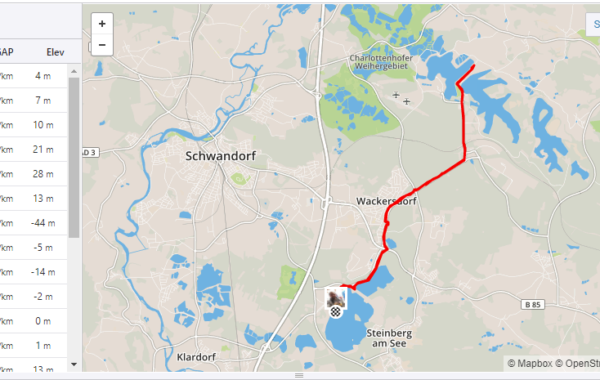 GAP Elev
/km 4 m
/km 7 m
/km 10 m
/km 21 m
/km 28 m
/km 13 m
/km -44 m
/km -5 m
/km -14 m
/km -2 m
/km 0 m
/km 1 m
/km 13 m
+
−
S
Charlottenhofer
Weihergebiet
D 3
Schwandorf
Wackersdorf
B 85
Steinberg
am See
Klardorf
© Mapbox © OpenStr